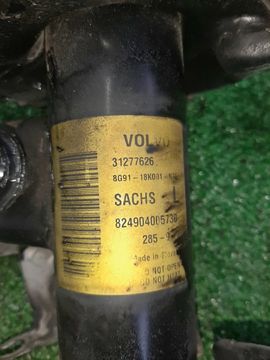 VOLVO
31277626
8G91-18K001-
SACHS L
824904005730
285-
Made in
DO NOT OPEN
DO NOT